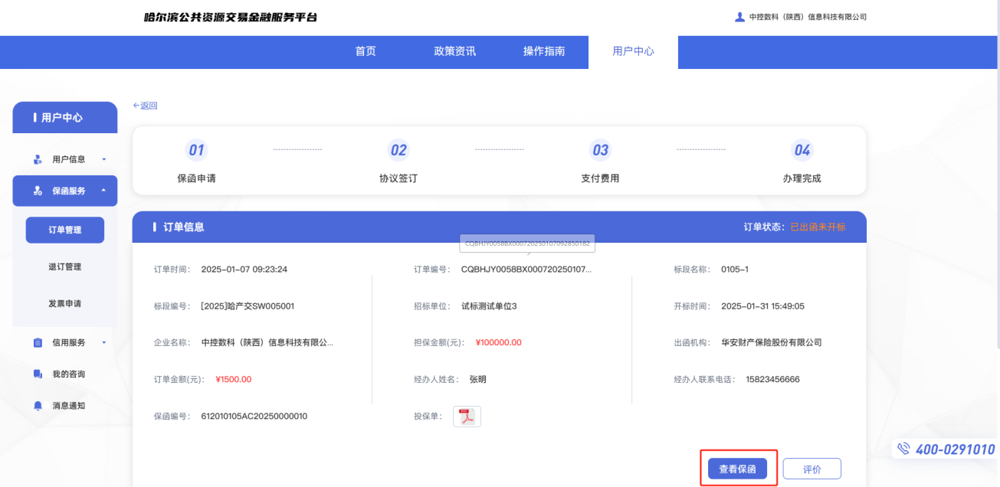 哈尔滨公共资源交易金融服务平台
中控数科（陕西）信息科技有限公司
首页 政策资讯 操作指南 用户中心
←返回
用户中心
用户信息
保函服务
订单管理
退订管理
发票申请
信用服务
我的咨询
消息通知
01 02 03 04
保函申请 协议签订 支付费用 办理完成
订单信息 订单状态：已出函未开标
CQBHJY0058BX000720250107092850182
订单时间： 2025-01-07 09:23:24 订单编号： CQBHJY0058BX000720250107... 标段名称： 0105-1
标段编号： [2025]哈产交SW005001 招标单位： 试标测试单位3 开标时间： 2025-01-31 15:49:05
企业名称： 中控数科（陕西）信息科技有限公... 担保金额(元)： ¥100000.00 出函机构： 华安财产保险股份有限公司
订单金额(元)： ¥1500.00 经办人姓名： 张明 经办人联系电话： 15823456666
保函编号： 612010105AC20250000010 投保单： PDF
查看保函 评价
400-0291010